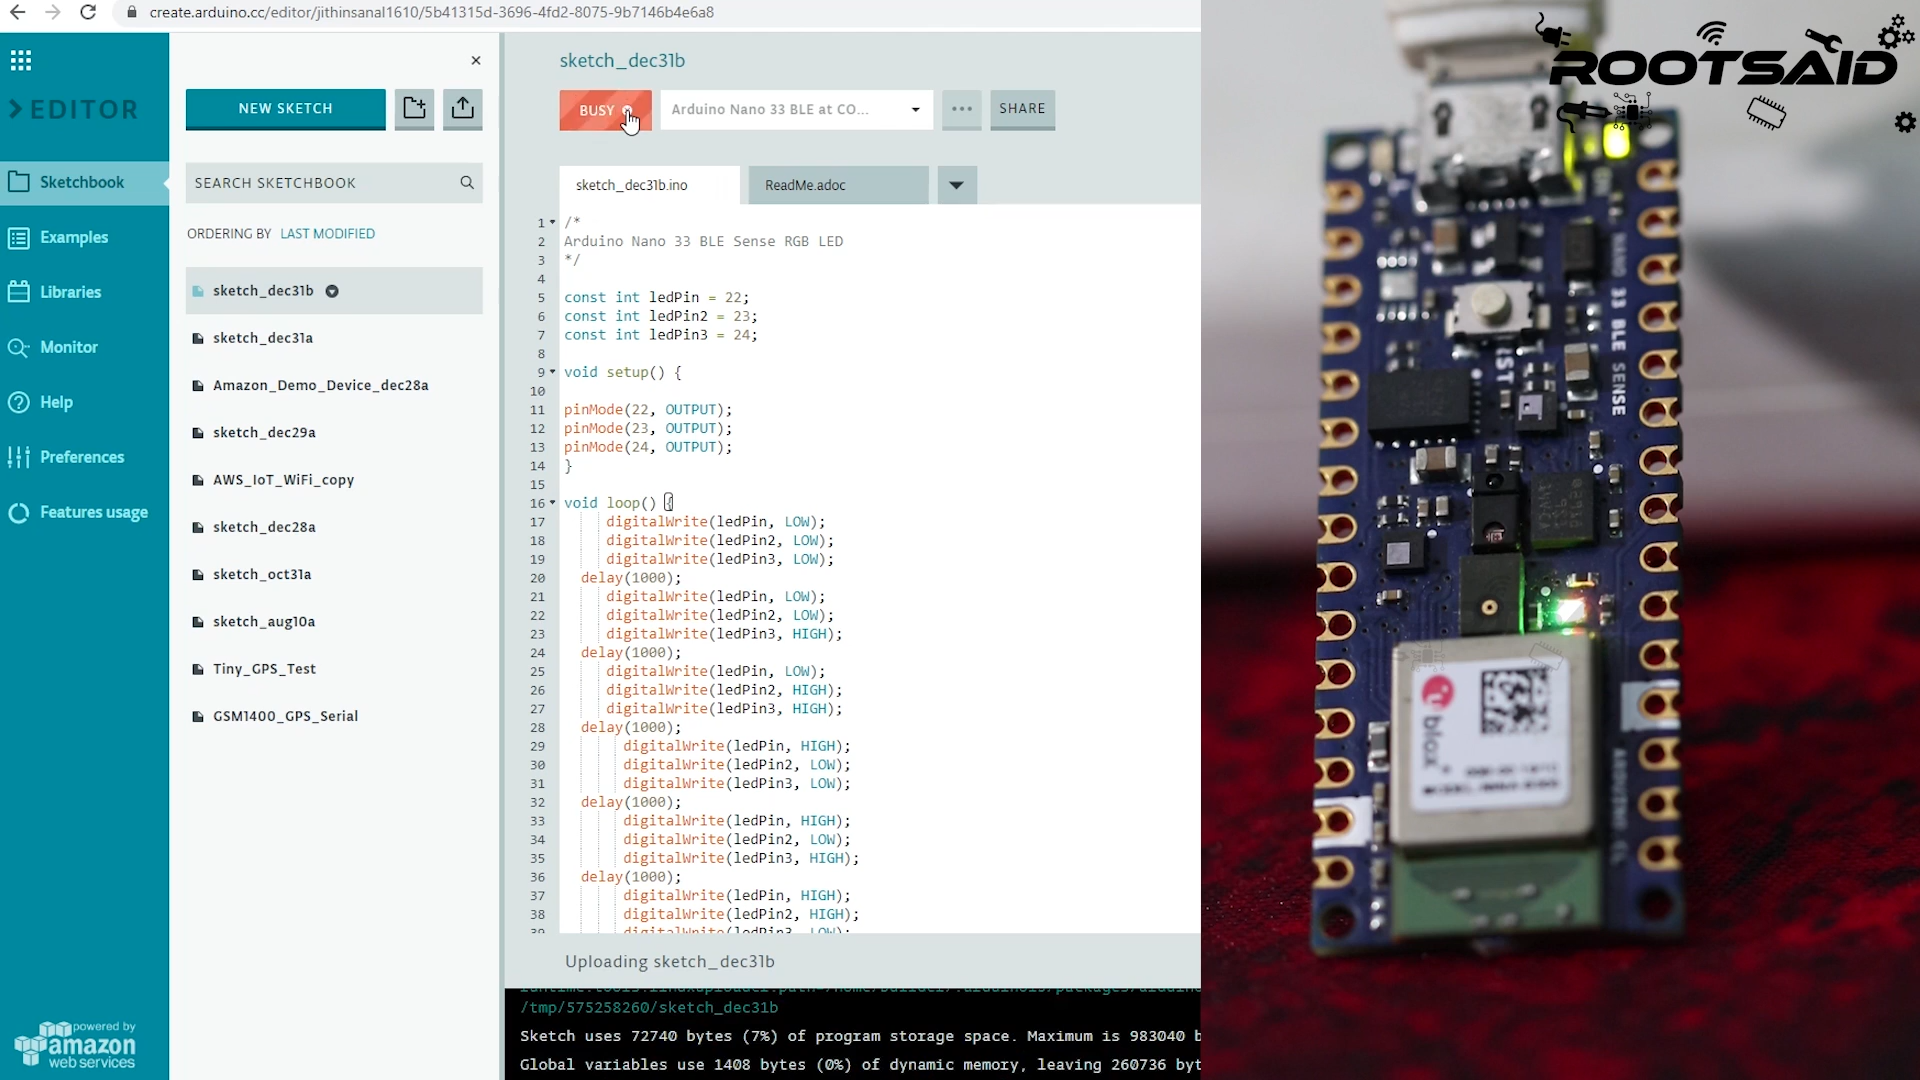 create.arduino.cc/editor/jithinsanal1610/5b41315d-3696-4fd2-8075-9b7146b4e6a8
EDITOR
Sketchbook
Examples
Libraries
Monitor
Help
Preferences
Features usage
powered by
amazon
web services
NEW SKETCH
SEARCH SKETCHBOOK
ORDERING BY LAST MODIFIED
sketch_dec31b
sketch_dec31a
Amazon_Demo_Device_dec28a
sketch_dec29a
AWS_IoT_WiFi_copy
sketch_dec28a
sketch_oct31a
sketch_aug10a
Tiny_GPS_Test
GSM1400_GPS_Serial
sketch_dec31b
BUSY
Arduino Nano 33 BLE at CO...
SHARE
sketch_dec31b.ino
ReadMe.adoc
1 /*
2 Arduino Nano 33 BLE Sense RGB LED
3 */
4
5 const int ledPin = 22;
6 const int ledPin2 = 23;
7 const int ledPin3 = 24;
8
9 void setup() {
10
11 pinMode(22, OUTPUT);
12 pinMode(23, OUTPUT);
13 pinMode(24, OUTPUT);
14 }
15
16 void loop() {
17 digitalWrite(ledPin, LOW);
18 digitalWrite(ledPin2, LOW);
19 digitalWrite(ledPin3, LOW);
20 delay(1000);
21 digitalWrite(ledPin, LOW);
22 digitalWrite(ledPin2, LOW);
23 digitalWrite(ledPin3, HIGH);
24 delay(1000);
25 digitalWrite(ledPin, LOW);
26 digitalWrite(ledPin2, HIGH);
27 digitalWrite(ledPin3, HIGH);
28 delay(1000);
29 digitalWrite(ledPin, HIGH);
30 digitalWrite(ledPin2, LOW);
31 digitalWrite(ledPin3, LOW);
32 delay(1000);
33 digitalWrite(ledPin, HIGH);
34 digitalWrite(ledPin2, LOW);
35 digitalWrite(ledPin3, HIGH);
36 delay(1000);
37 digitalWrite(ledPin, HIGH);
38 digitalWrite(ledPin2, HIGH);
39 digitalWrite(ledPin3, LOW);
Uploading sketch_dec31b
/tmp/575258260/sketch_dec31b
Sketch uses 72740 bytes (7%) of program storage space. Maximum is 983040 b
Global variables use 1408 bytes (0%) of dynamic memory, leaving 260736 byt
ROOTSAID
NANO 33 BLE SENSE
RST
blox